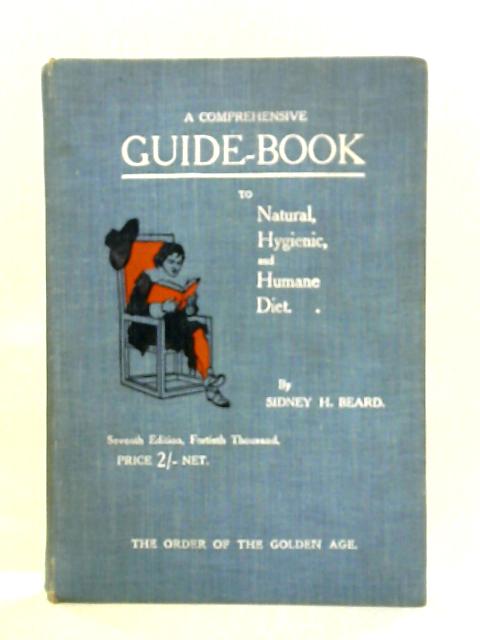 A COMPREHENSIVE
GUIDE-BOOK
TO
Natural,
Hygienic,
and
Humane
Diet. .
By
SIDNEY H. BEARD.
Seventh Edition, Fortieth Thousand.
PRICE 2/- NET.
THE ORDER OF THE GOLDEN AGE.